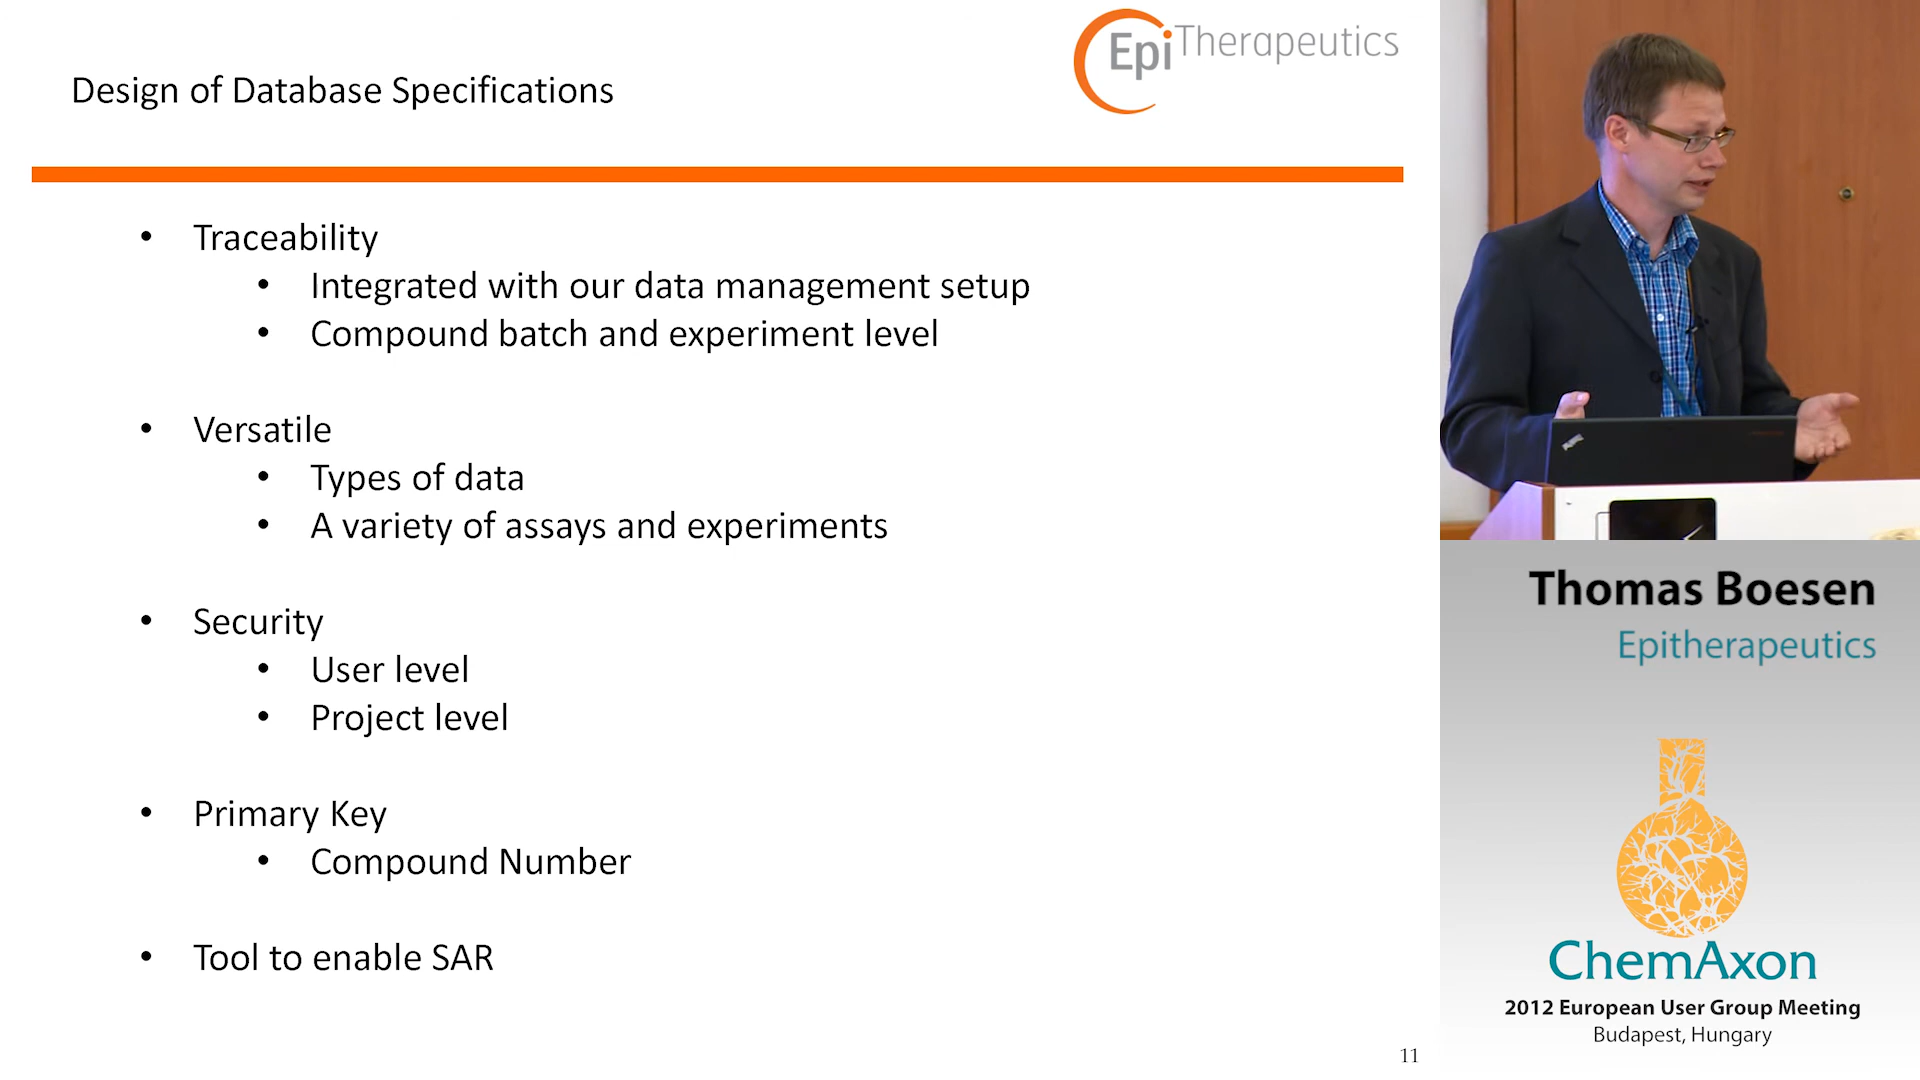 Epi Therapeutics
Design of Database Specifications
• Traceability
• Integrated with our data management setup
• Compound batch and experiment level
• Versatile
• Types of data
• A variety of assays and experiments
• Security
• User level
• Project level
• Primary Key
• Compound Number
• Tool to enable SAR
11
Thomas Boesen
Epitherapeutics
ChemAxon
2012 European User Group Meeting
Budapest, Hungary